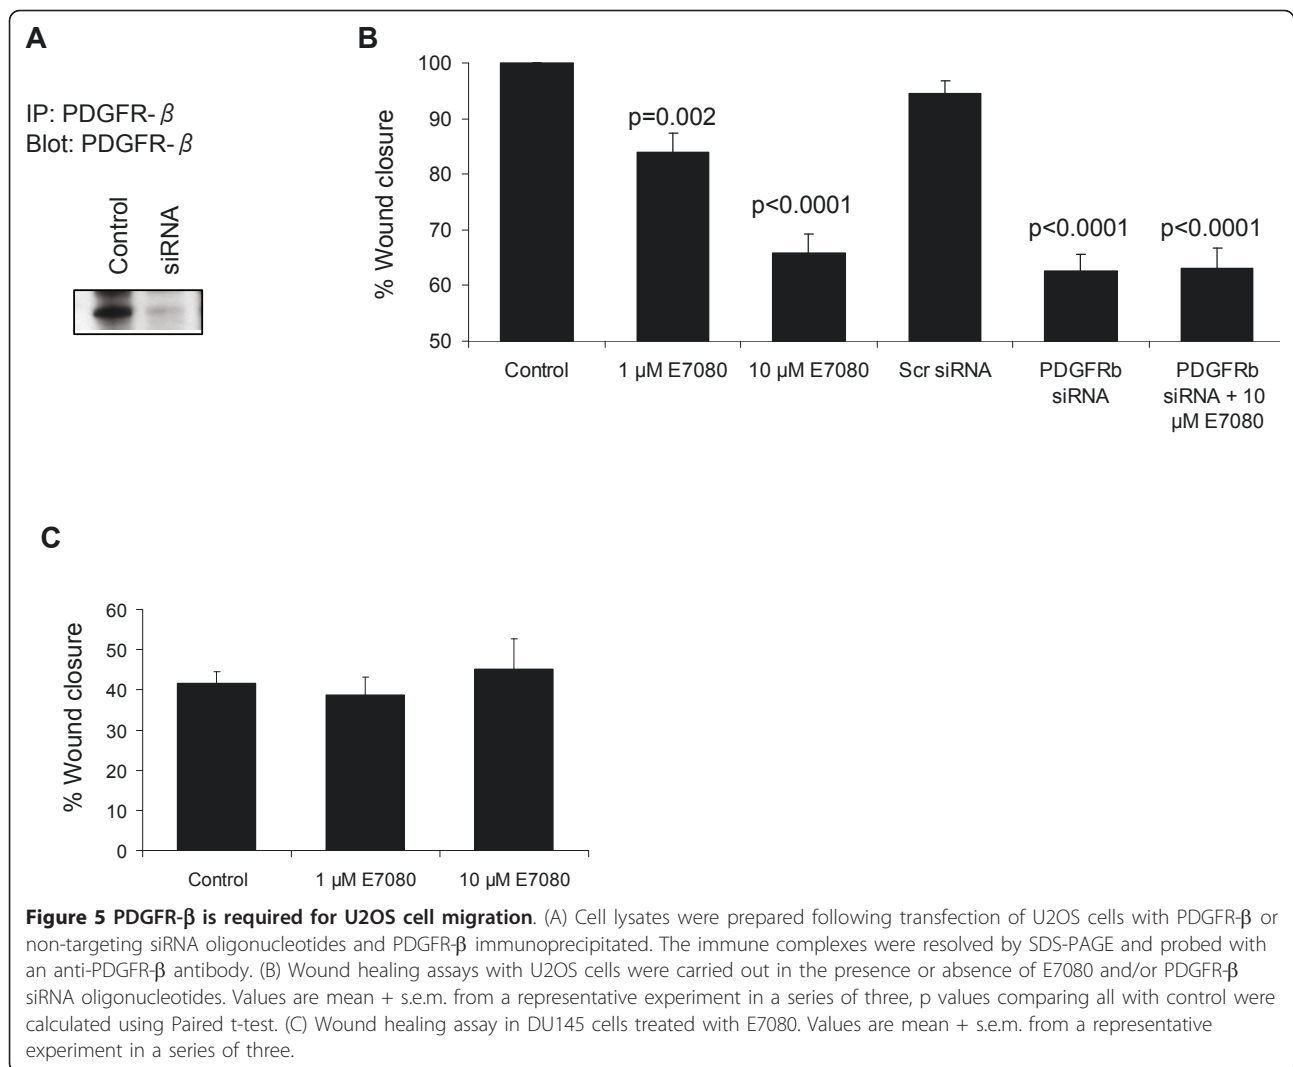 A
IP: PDGFR-β
Blot: PDGFR-β
Control
siRNA
B
% Wound closure
100
90
80
70
60
50
p=0.002
p<0.0001
p<0.0001
p<0.0001
Control
1 µM E7080
10 µM E7080
Scr siRNA
PDGFRb
siRNA
PDGFRb
siRNA + 10
µM E7080
C
% Wound closure
60
50
40
30
20
10
0
Control
1 µM E7080
10 µM E7080
Figure 5 PDGFR-β is required for U2OS cell migration. (A) Cell lysates were prepared following transfection of U2OS cells with PDGFR-β or
non-targeting siRNA oligonucleotides and PDGFR-β immunoprecipitated. The immune complexes were resolved by SDS-PAGE and probed with
an anti-PDGFR-β antibody. (B) Wound healing assays with U2OS cells were carried out in the presence or absence of E7080 and/or PDGFR-β
siRNA oligonucleotides. Values are mean + s.e.m. from a representative experiment in a series of three, p values comparing all with control were
calculated using Paired t-test. (C) Wound healing assay in DU145 cells treated with E7080. Values are mean + s.e.m. from a representative
experiment in a series of three.